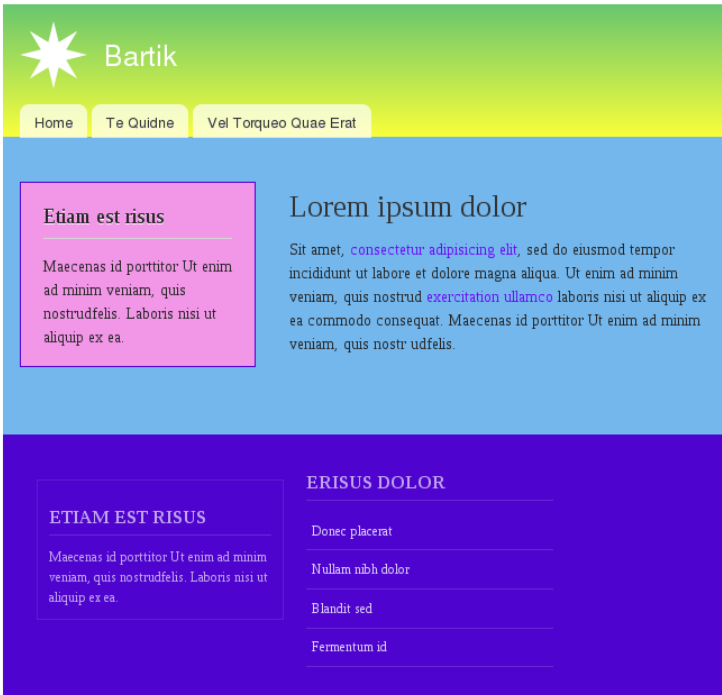 Bartik
Home Te Quidne Vel Torqueo Quae Erat
Etiam est risus
Maecenas id porttitor Ut enim
ad minim veniam, quis
nostrudfelis. Laboris nisi ut
aliquip ex ea.
Lorem ipsum dolor
Sit amet, consectetur adipisicing elit, sed do eiusmod tempor
incididunt ut labore et dolore magna aliqua. Ut enim ad minim
veniam, quis nostrud exercitation ullamco laboris nisi ut aliquip ex
ea commodo consequat. Maecenas id porttitor Ut enim ad minim
veniam, quis nostr udfelis.
ETIAM EST RISUS
Maecenas id porttitor Ut enim ad minim
veniam, quis nostrudfelis. Laboris nisi ut
aliquip ex ea.
ERISUS DOLOR
Donec placerat
Nullam nibh dolor
Blandit sed
Fermentum id